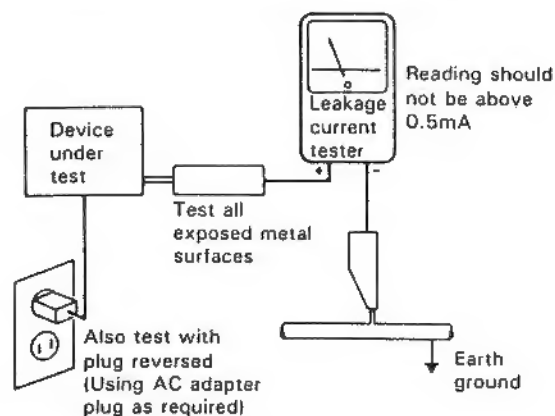 Device
under
test
Leakage
current
tester
+
-
Reading should
not be above
0.5mA
Test all
exposed metal
surfaces
Also test with
plug reversed
(Using AC adapter
plug as required)
Earth
ground